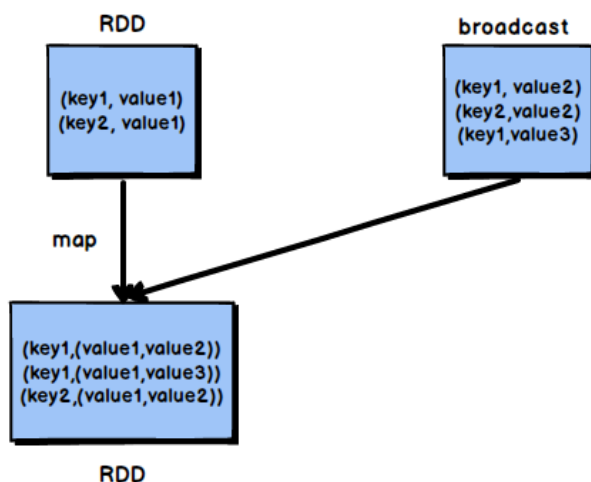 RDD
broadcast
(key1, value1)
(key2, value1)
(key1, value2)
(key2,value2)
(key1,value3)
map
(key1,(value1,value2))
(key1,(value1,value3))
(key2,(value1,value2))
RDD